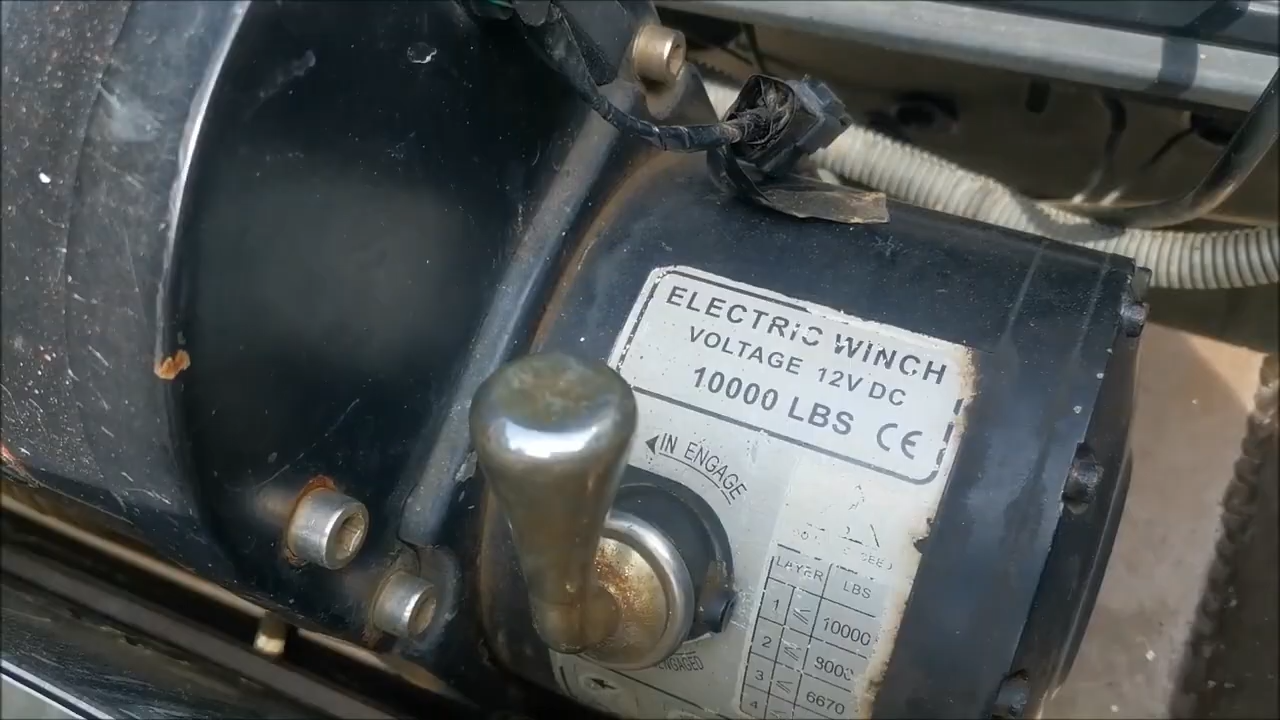 ELECTRIC WINCH
VOLTAGE 12V DC
10000 LBS CE
IN ENGAGE
LAYER LBS
1 ≤ 10000
2 ≤
3 ≤ 6670
4